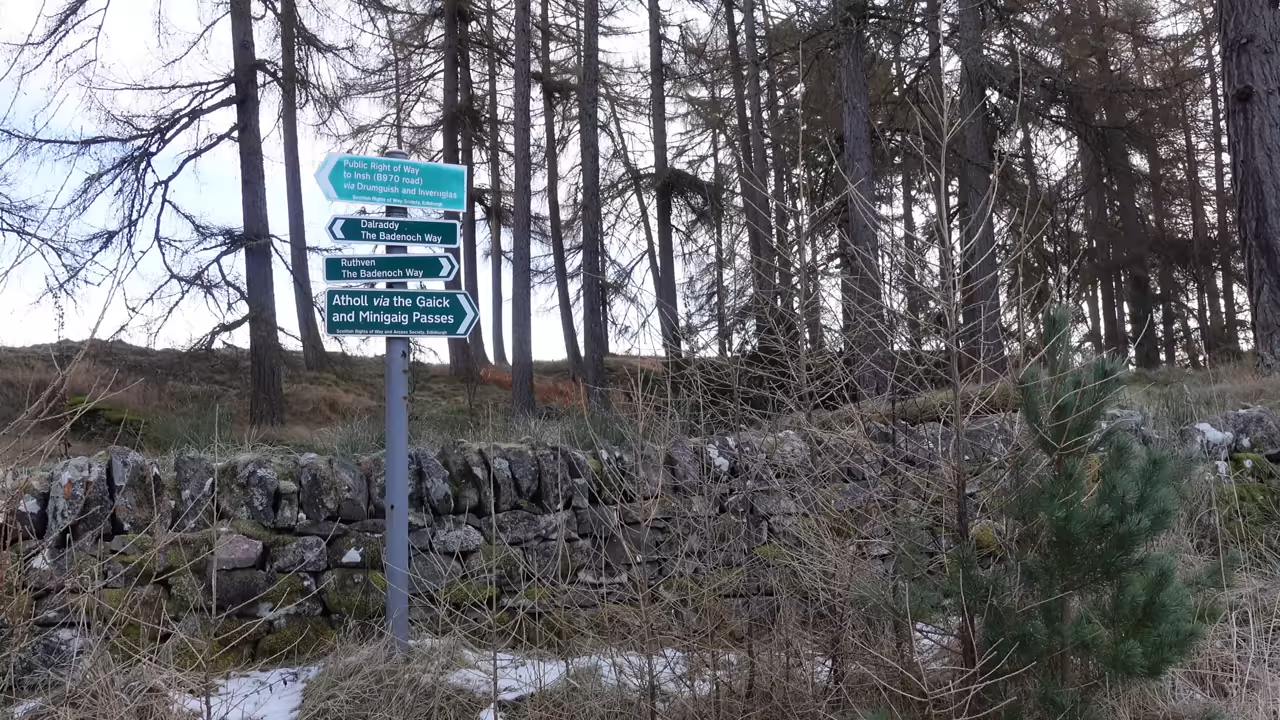 Public Right of Way
to Insh (B970 road)
via Drumguish and Inveruglas
Scottish Rights of Way Society, Edinburgh
Dalraddy
The Badenoch Way
Ruthven
The Badenoch Way
Atholl via the Gaick
and Minigaig Passes
Scottish Rights of Way and Access Society, Edinburgh